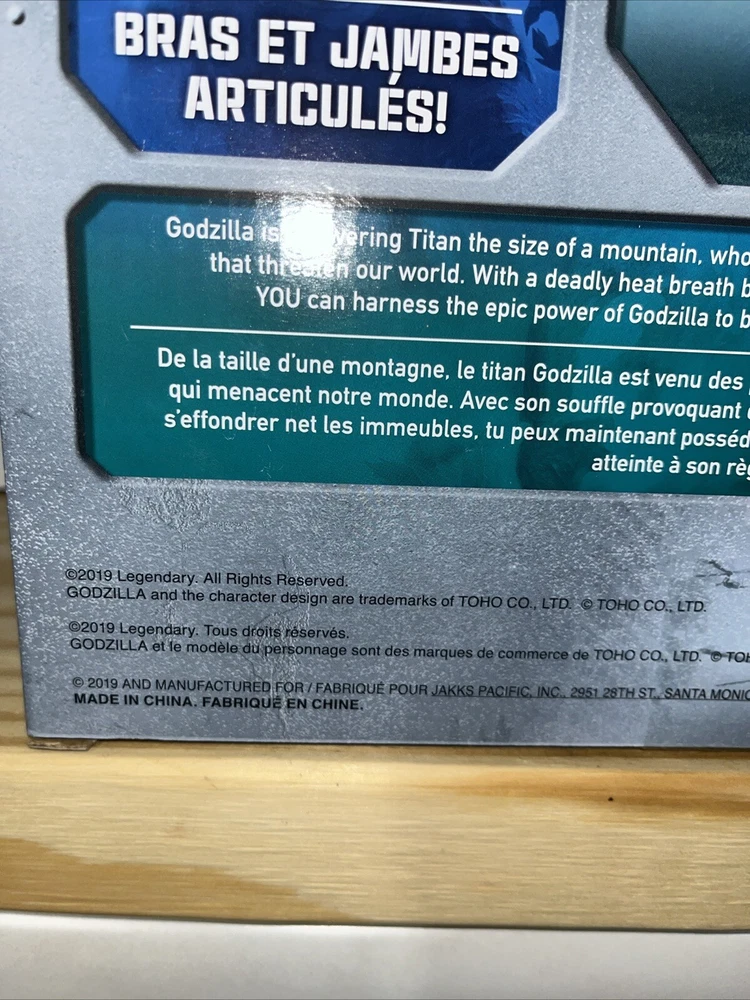 BRAS ET JAMBES
ARTICULÉS!
Godzilla is ering Titan the size of a mountain, who
that threaten our world. With a deadly heat breath b
YOU can harness the epic power of Godzilla to b
De la taille d'une montagne, le titan Godzilla est venu des
qui menacent notre monde. Avec son souffle provoquant
s'effondrer net les immeubles, tu peux maintenant posséd
atteinte à son règ
©2019 Legendary. All Rights Reserved.
GODZILLA and the character design are trademarks of TOHO CO., LTD. © TOHO CO., LTD.
©2019 Legendary. Tous droits réservés.
GODZILLA et le modèle du personnage sont des marques de commerce de TOHO CO., LTD. © TOH
© 2019 AND MANUFACTURED FOR / FABRIQUÉ POUR JAKKS PACIFIC, INC., 2951 28TH ST., SANTA MONIC
MADE IN CHINA. FABRIQUÉ EN CHINE.